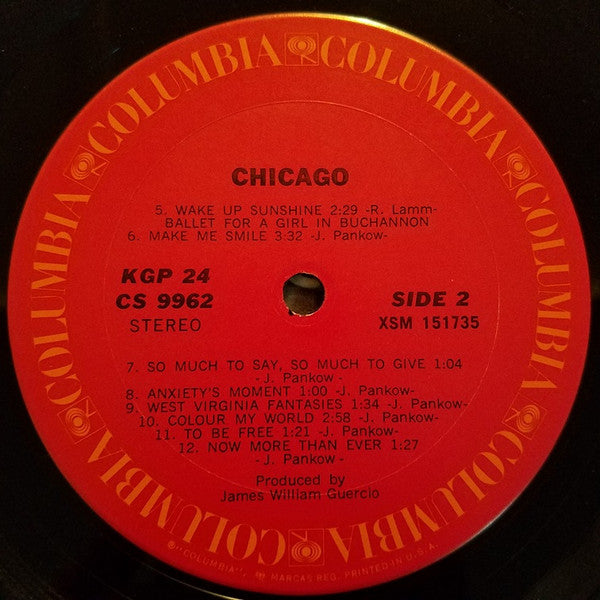 COLUMBIA COLUMBIA COLUMBIA COLUMBIA COLUMBIA COLUMBIA
CHICAGO
5. WAKE UP SUNSHINE 2:29 -R. Lamm-
BALLET FOR A GIRL IN BUCHANNON
6. MAKE ME SMILE 3:32 -J. Pankow-
KGP 24
CS 9962
STEREO
SIDE 2
XSM 151735
7. SO MUCH TO SAY, SO MUCH TO GIVE 1:04
- J. Pankow -
8. ANXIETY'S MOMENT 1:00 -J. Pankow-
9. WEST VIRGINIA FANTASIES 1:34 -J. Pankow-
10. COLOUR MY WORLD 2:58 -J. Pankow-
11. TO BE FREE 1:21 -J. Pankow-
12. NOW MORE THAN EVER 1:27
- J. Pankow -
Produced by
James William Guercio
℗"COLUMBIA", ®MARCAS REG. PRINTED IN U.S.A.